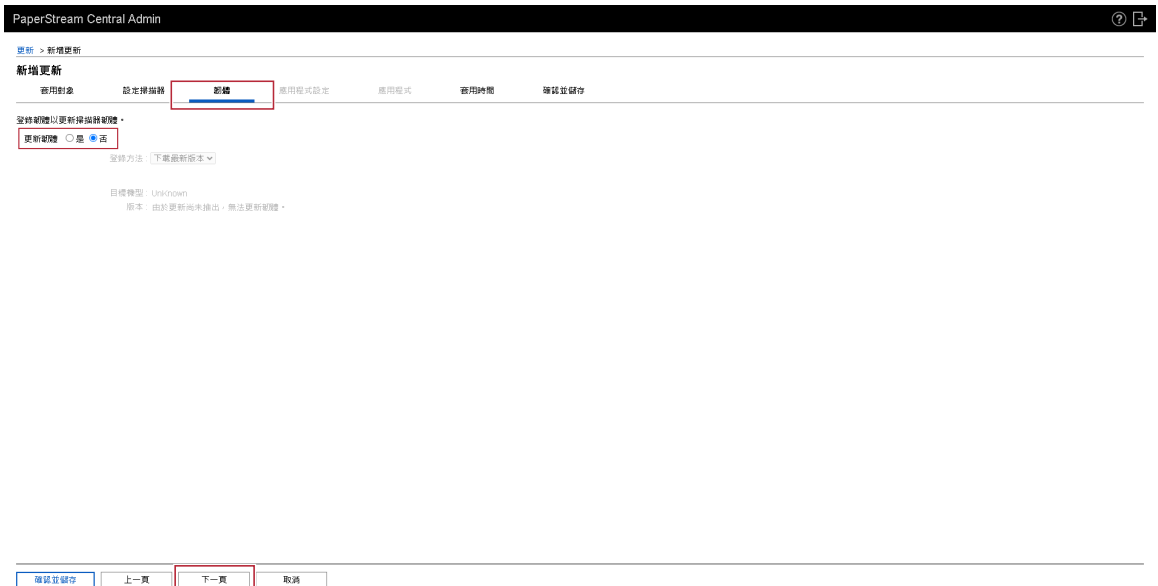 PaperStream Central Admin
更新 > 新增更新
新增更新
套用對象 設定掃描器 韌體 應用程式設定 應用程式 套用時間 確認並儲存
登錄韌體以更新掃描器韌體。
更新韌體 是 否
登錄方法 : 下載最新版本
目標機型 : UnKnown
版本 : 由於更新尚未推出，無法更新韌體。
確認並儲存 上一頁 下一頁 取消